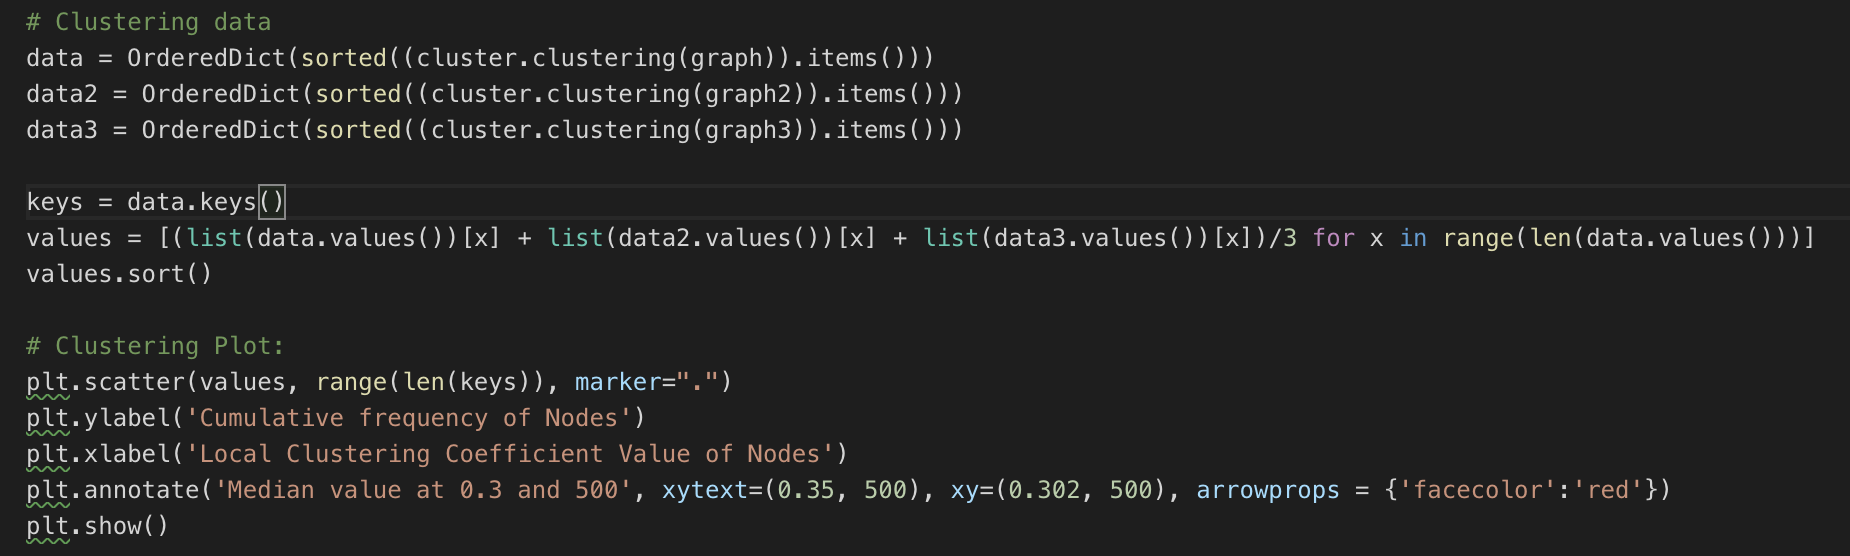 # Clustering data
data = OrderedDict(sorted((cluster.clustering(graph)).items()))
data2 = OrderedDict(sorted((cluster.clustering(graph2)).items()))
data3 = OrderedDict(sorted((cluster.clustering(graph3)).items()))
keys = data.keys()
values = [(list(data.values())[x] + list(data2.values())[x] + list(data3.values())[x])/3 for x in range(len(data.values()))]
values.sort()
# Clustering Plot:
plt.scatter(values, range(len(keys)), marker=".")
plt.ylabel('Cumulative frequency of Nodes')
plt.xlabel('Local Clustering Coefficient Value of Nodes')
plt.annotate('Median value at 0.3 and 500', xytext=(0.35, 500), xy=(0.302, 500), arrowprops = {'facecolor':'red'})
plt.show()